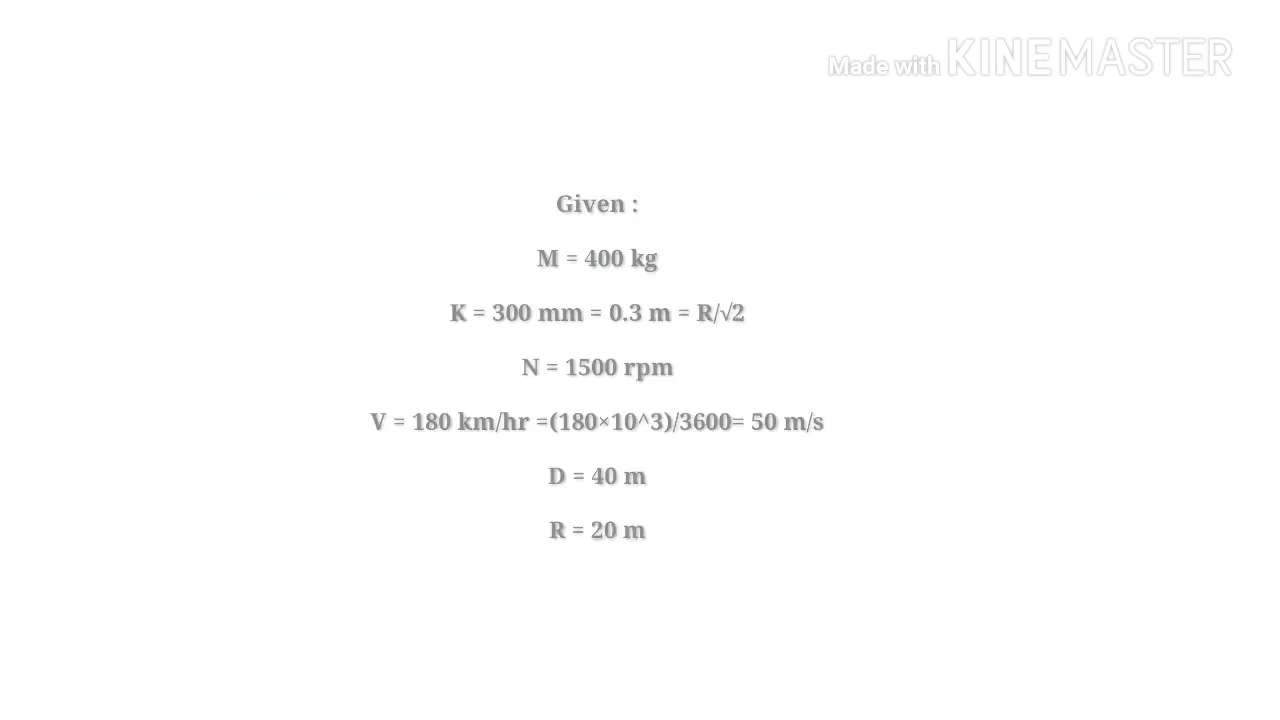 Made with KINEMASTER
Given :
M = 400 kg
K = 300 mm = 0.3 m = R/√2
N = 1500 rpm
V = 180 km/hr =(180×10^3)/3600= 50 m/s
D = 40 m
R = 20 m